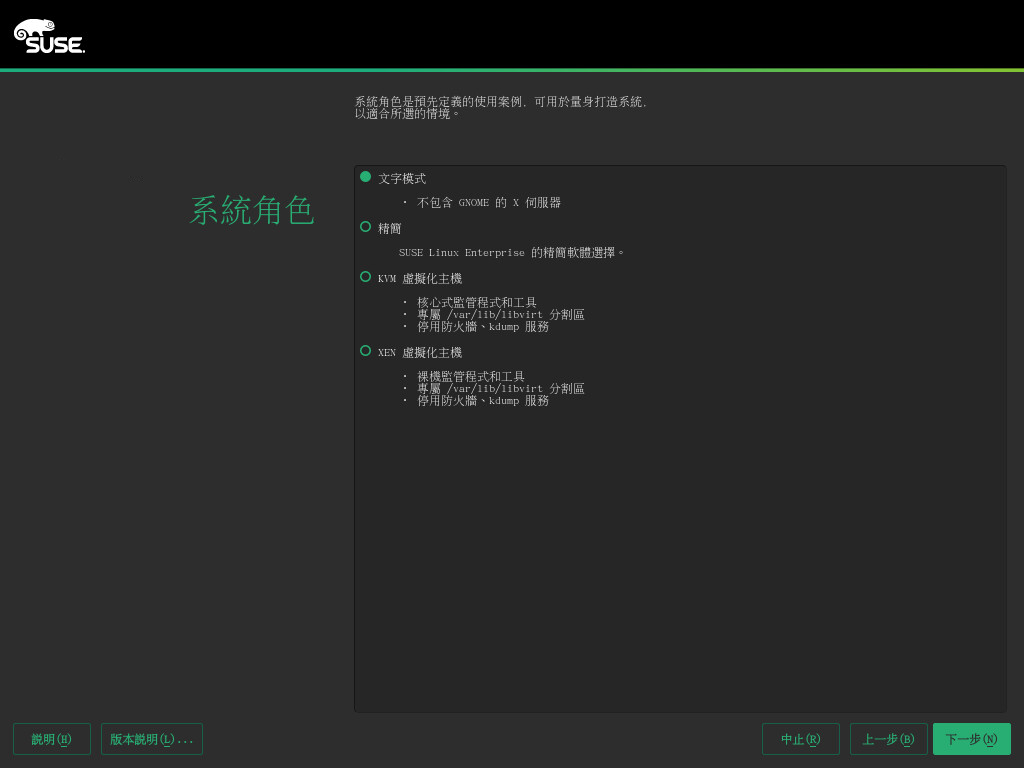 SUSE
系統角色是預先定義的使用案例，可用於量身打造系統，
以適合所選的情境。
系統角色
文字模式
• 不包含 GNOME 的 X 伺服器
精簡
SUSE Linux Enterprise 的精簡軟體選擇。
KVM 虛擬化主機
• 核心式監管程式和工具
• 專屬 /var/lib/libvirt 分割區
• 停用防火牆、kdump 服務
XEN 虛擬化主機
• 裸機監管程式和工具
• 專屬 /var/lib/libvirt 分割區
• 停用防火牆、kdump 服務
說明(H)
版本說明(L)...
中止(R)
上一步(B)
下一步(N)